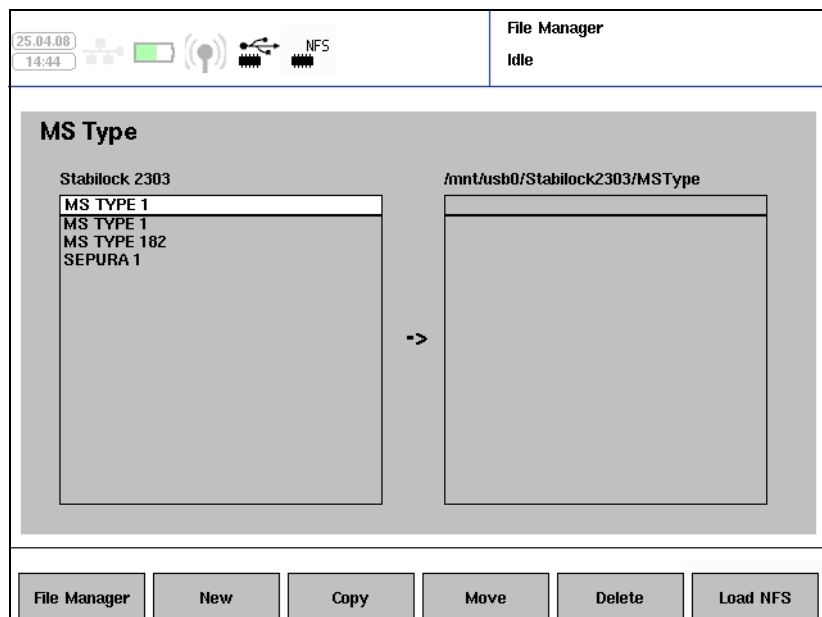 25.04.08
14:44
NFS
File Manager
Idle
MS Type
Stabilock 2303
MS TYPE 1
MS TYPE 1
MS TYPE 182
SEPURA 1
->
/mnt/usb0/Stabilock2303/MSType
File Manager
New
Copy
Move
Delete
Load NFS